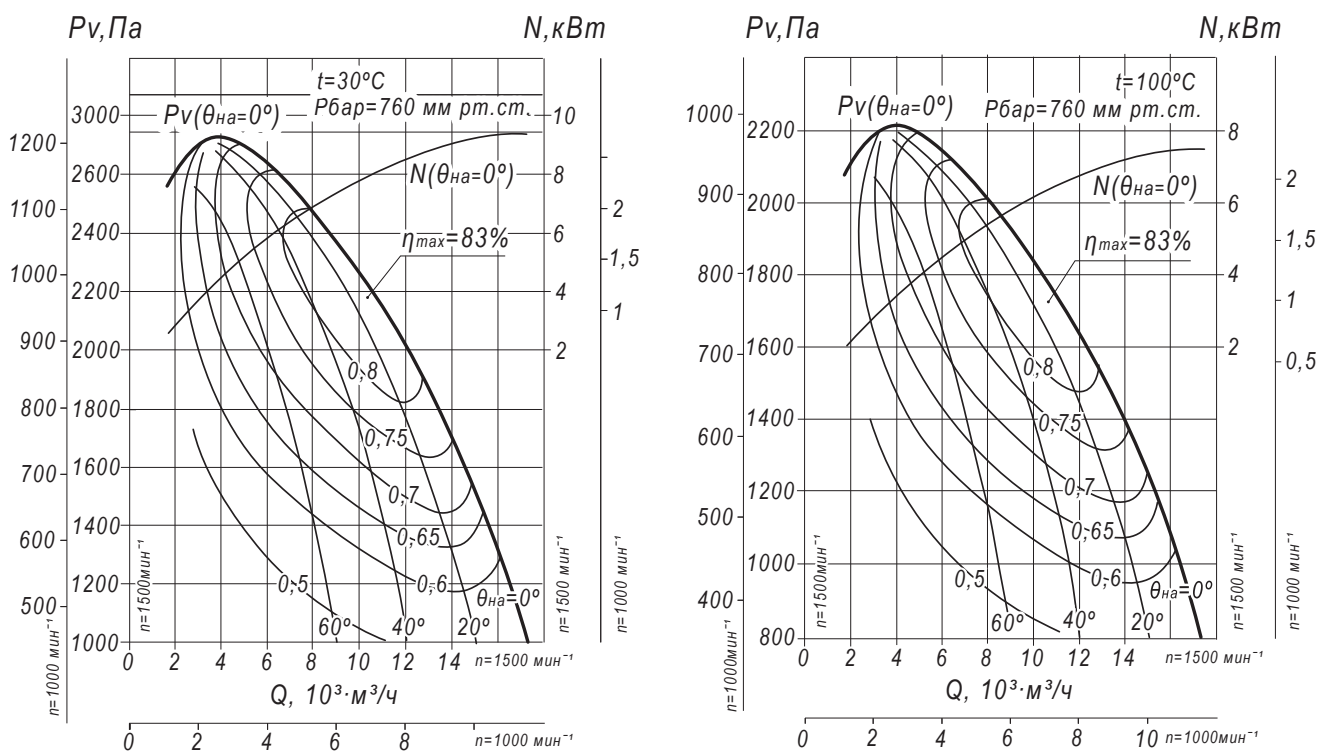 Pv,Па
N,кВт
t=30ºC
Pбар=760 мм рт.ст.
Pv(θна=0º)
N(θна=0º)
ηmax=83%
1200
1100
1000
900
800
700
600
500
3000
2600
2400
2200
2000
1800
1600
1400
1200
1000
10
8
6
4
2
2
1,5
1
0,8
0,75
0,7
0,65
0,6
0,5
θна=0º
60º
40º
20º
n=1000 мин⁻¹
n=1500мин⁻¹
n=1500 мин⁻¹
n=1000 мин⁻¹
0 2 4 6 8 10 12 14 n=1500 мин⁻¹
Q, 10³·м³/ч
0 2 4 6 8 n=1000 мин⁻¹
Pv,Па
N,кВт
t=100ºC
Pбар=760 мм рт.ст.
Pv(θна=0º)
N(θна=0º)
ηmax=83%
1000
900
800
700
600
500
400
2200
2000
1800
1600
1400
1200
1000
800
8
6
4
2
2
1,5
1
0,5
0,8
0,75
0,7
0,65
0,6
0,5
θна=0º
60º
40º
20º
n=1000мин⁻¹
n=1500мин⁻¹
n=1500 мин⁻¹
n=1000 мин⁻¹
0 2 4 6 8 10 12 14 n=1500 мин⁻¹
Q, 10³·м³/ч
0 2 4 6 8 10 n=1000мин⁻¹